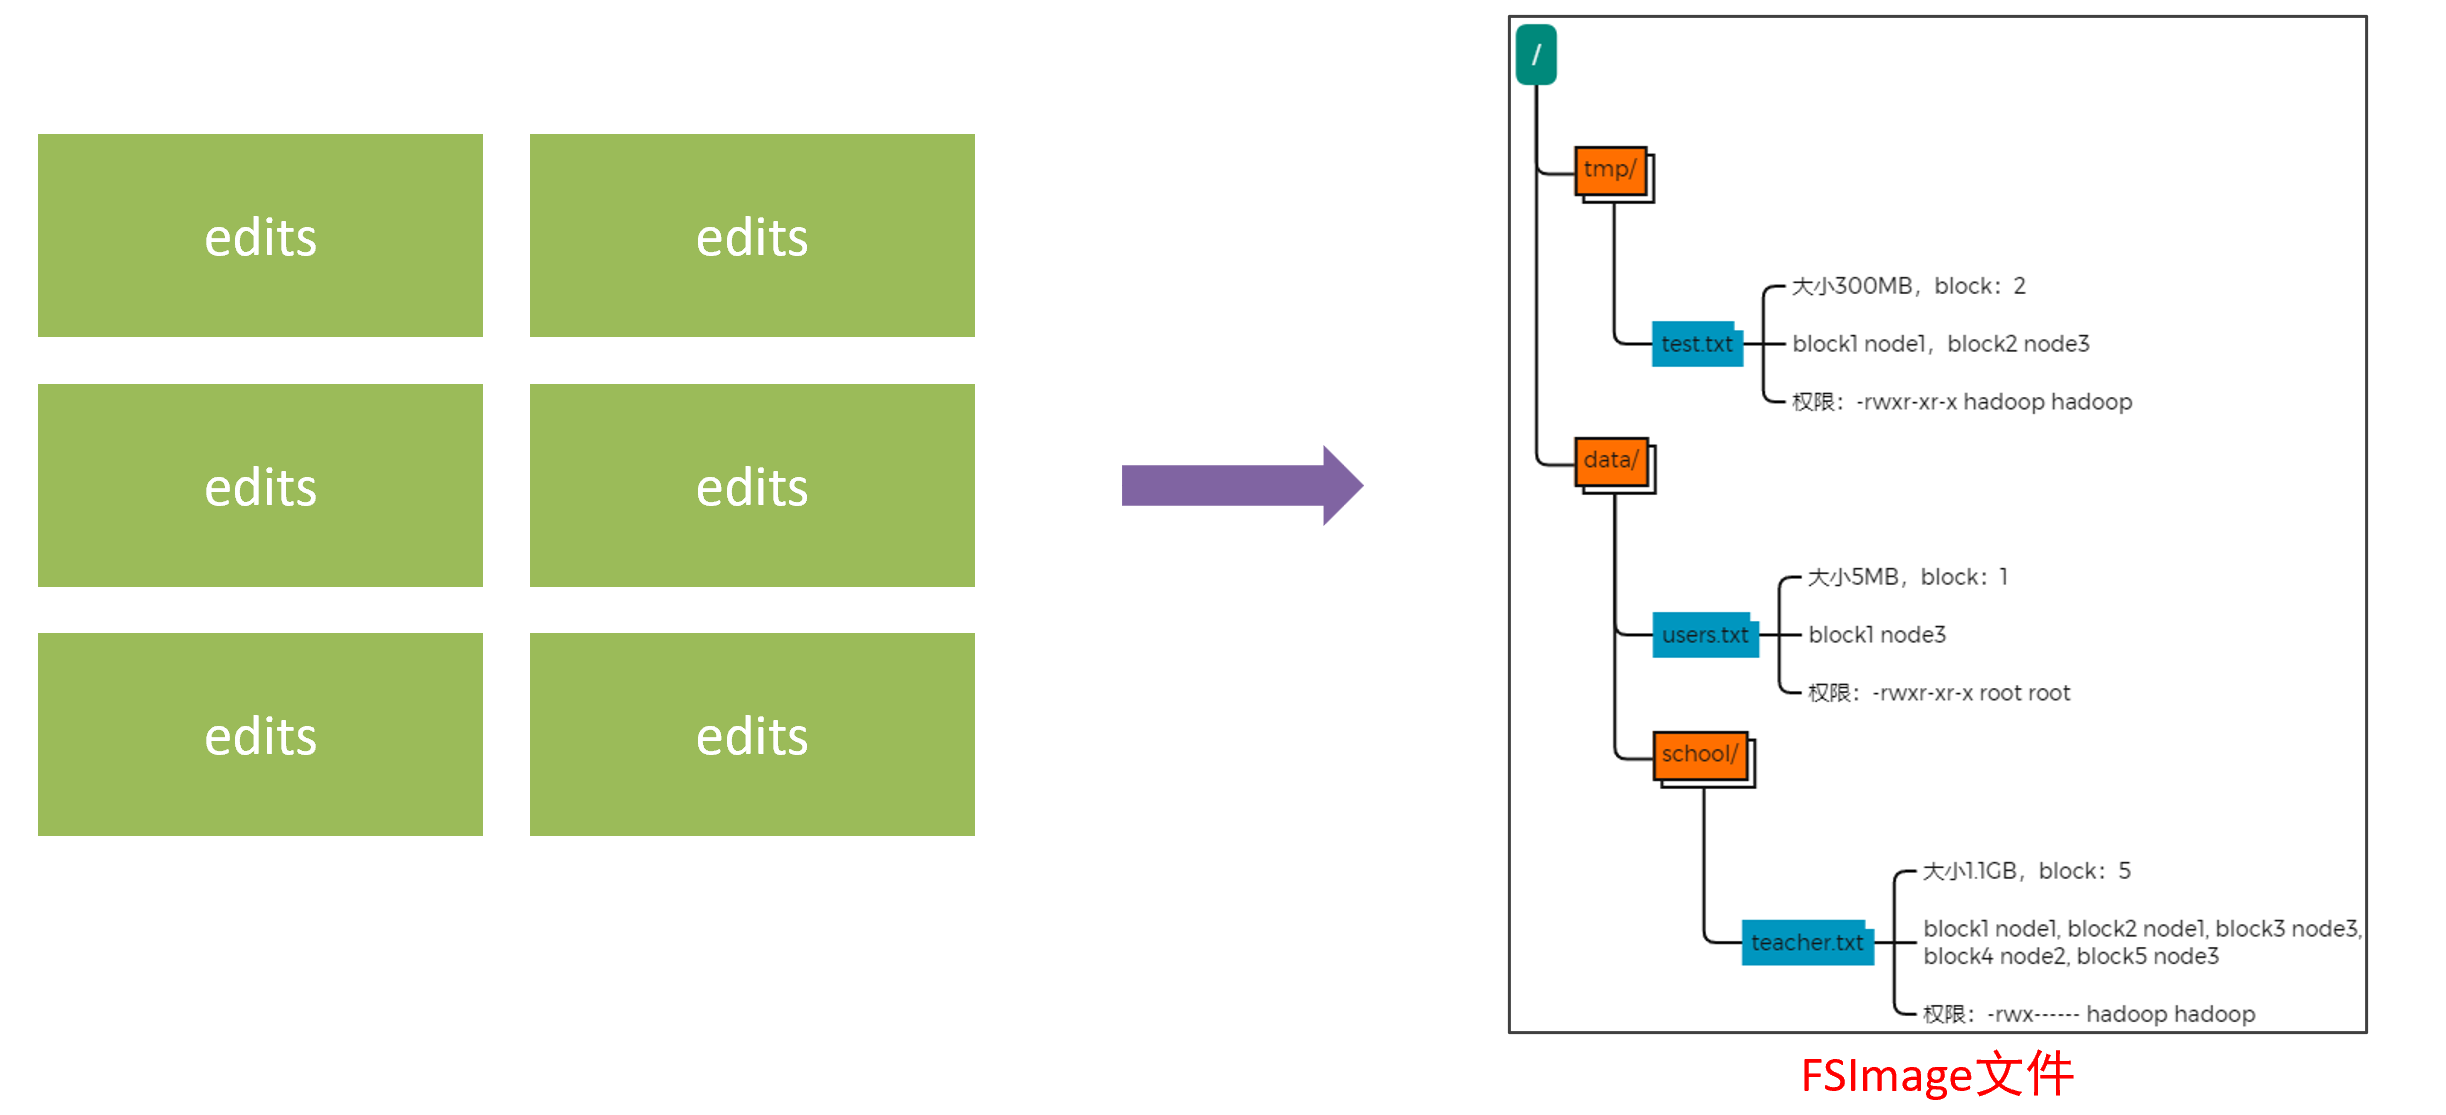 edits
edits
edits
edits
edits
edits
/
tmp/
test.txt
大小300MB，block：2
block1 node1，block2 node3
权限：-rwxr-xr-x hadoop hadoop
data/
users.txt
大小5MB，block：1
block1 node3
权限：-rwxr-xr-x root root
school/
teacher.txt
大小1.1GB，block：5
block1 node1, block2 node1, block3 node3,
block4 node2, block5 node3
权限：-rwx------ hadoop hadoop
FSImage文件